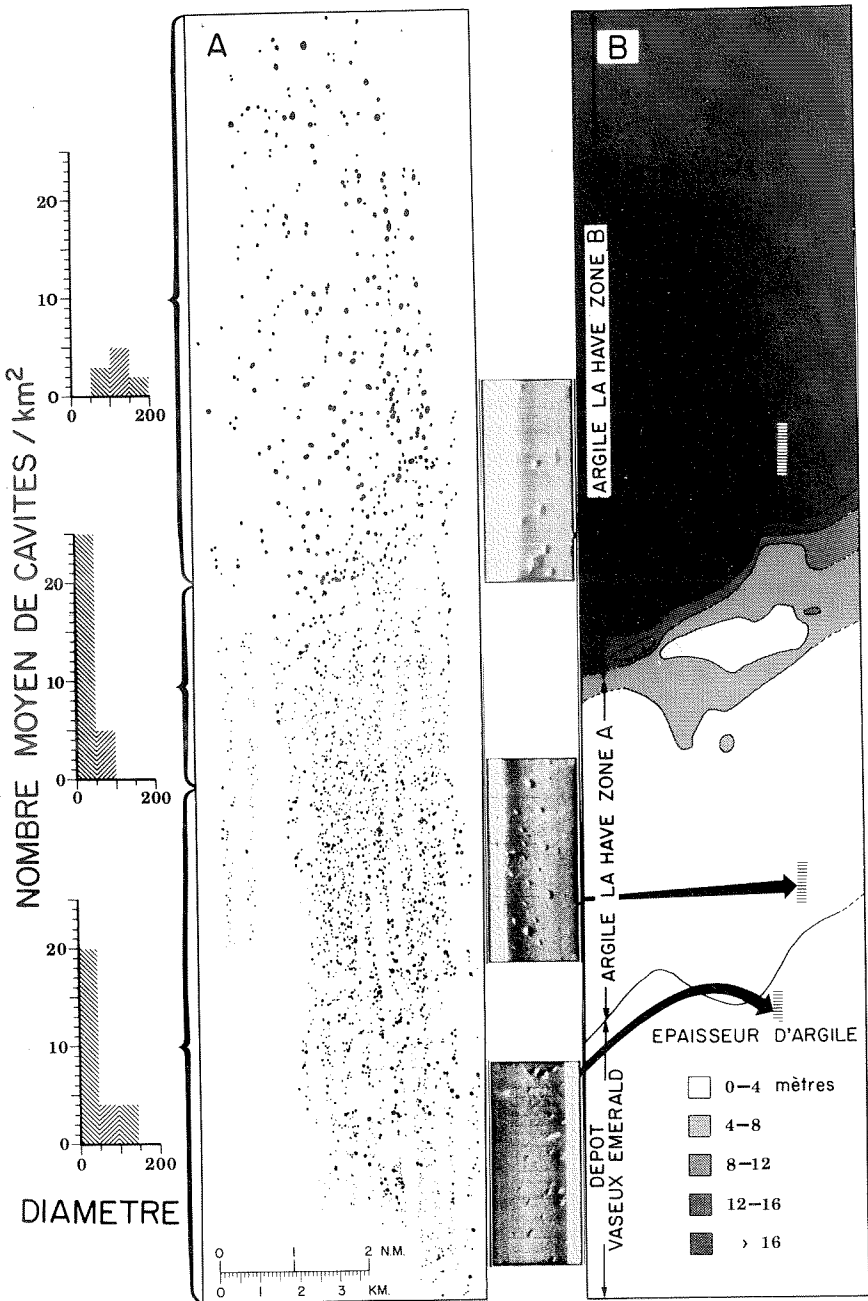 A
B
NOMBRE MOYEN DE CAVITES / km²
20
10
0
0
200
20
10
0
0
200
20
10
0
0
200
DIAMETRE
0 1 2 N.M.
0 1 2 3 KM.
ARGILE LA HAVE ZONE B
ARGILE LA HAVE ZONE A
DEPOT
VASEUX EMERALD
EPAISSEUR D'ARGILE
0–4 mètres
4–8
8–12
12–16
› 16